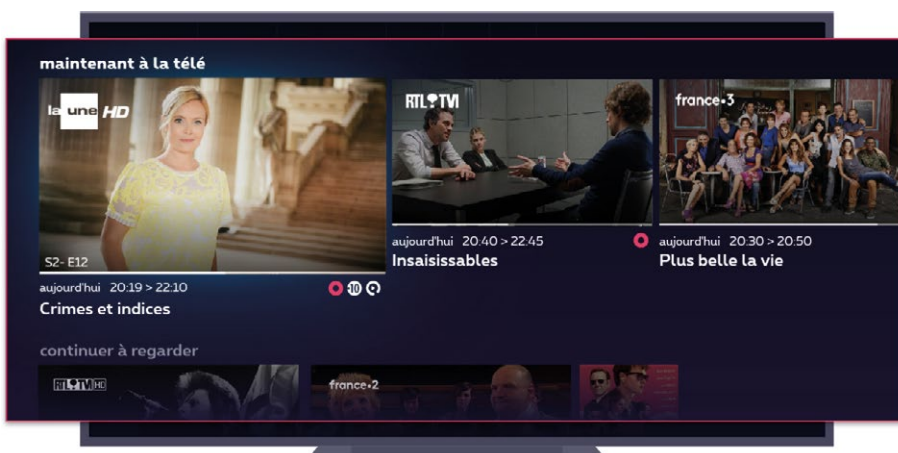 maintenant à la télé
la une HD
RTL TVI
france•3
S2- E12
aujourd'hui 20:19 > 22:10
-10
Crimes et indices
aujourd'hui 20:40 > 22:45
Insaisissables
aujourd'hui 20:30 > 20:50
Plus belle la vie
continuer à regarder
RTL TVI HD
france•2